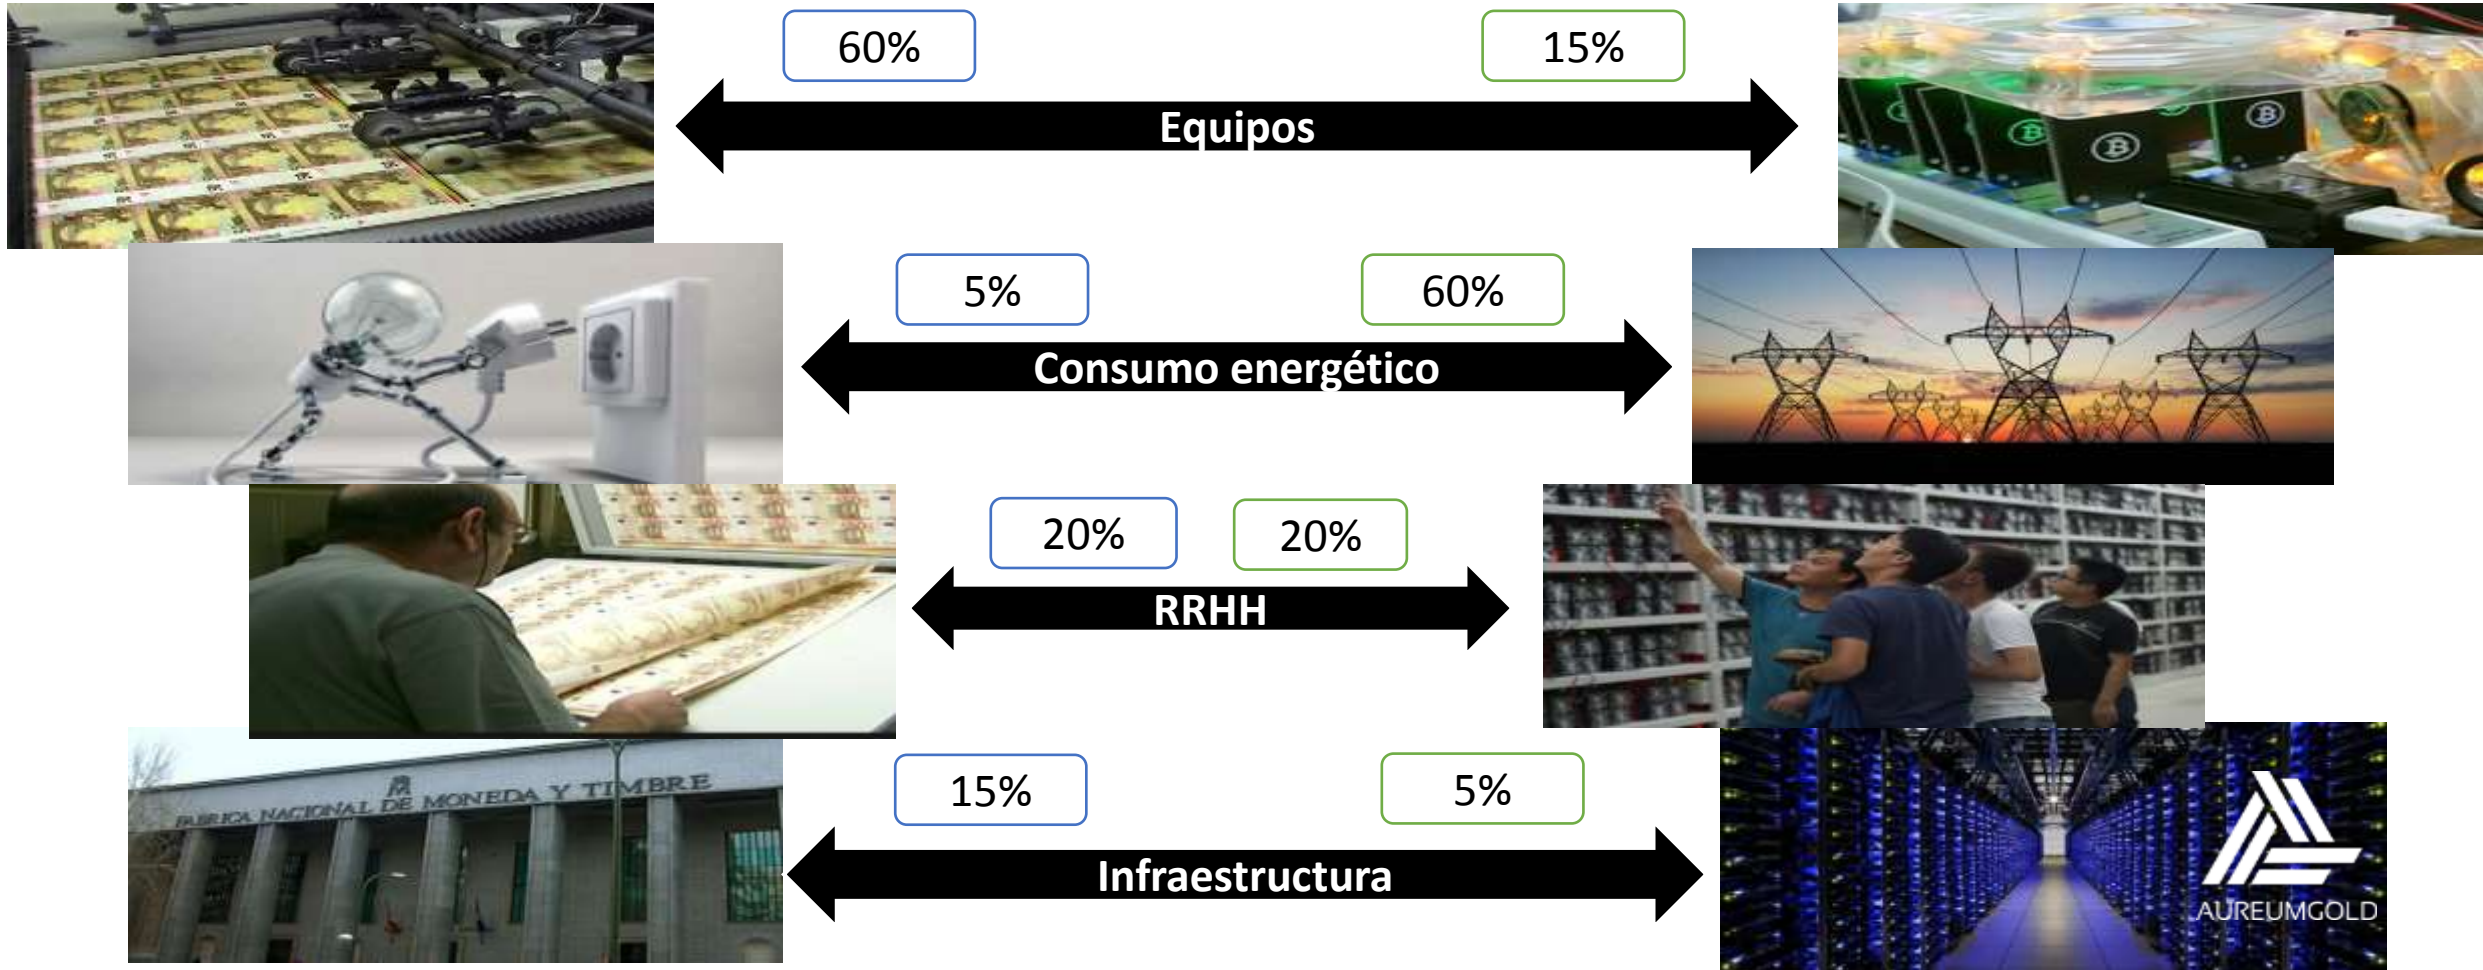 60%
15%
Equipos
5%
60%
Consumo energético
20%
20%
RRHH
FABRICA NACIONAL DE MONEDA Y TIMBRE
15%
5%
Infraestructura
AUREUMGOLD